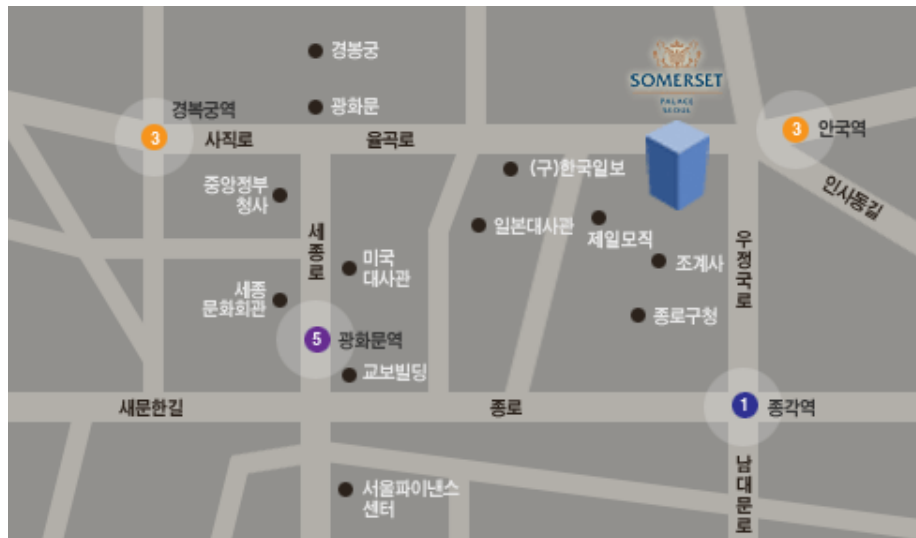 경봉궁
SOMERSET
PALACE
SEOUL
경복궁역
광화문
3
사직로
율곡로
3
안국역
(구)한국일보
인사동길
중앙정부
청사
일본대사관
제일모직
세종로
미국
대사관
조계사
우정국로
세종
문화회관
종로구청
5
광화문역
교보빌딩
새문한길
종로
1
종각역
남대문로
서울파이낸스
센터